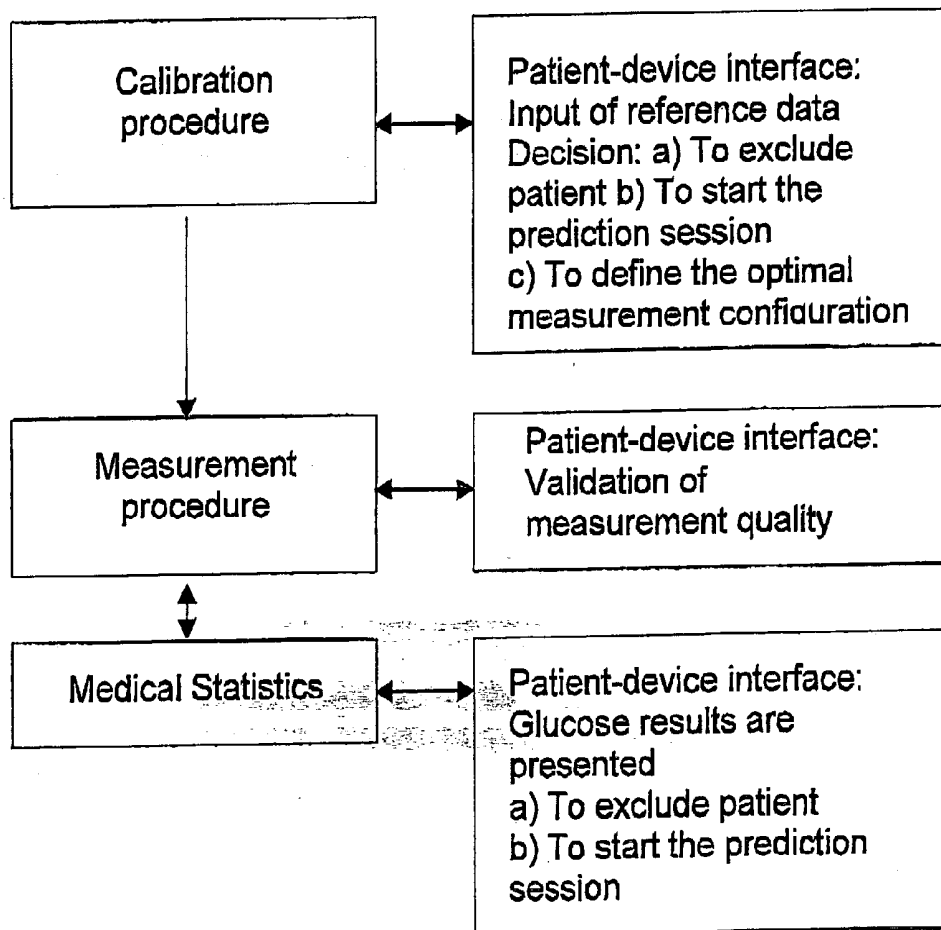 Calibration
procedure
Patient-device interface:
Input of reference data
Decision: a) To exclude
patient b) To start the
prediction session
c) To define the optimal
measurement configuration
Measurement
procedure
Patient-device interface:
Validation of
measurement quality
Medical Statistics
Patient-device interface:
Glucose results are
presented
a) To exclude patient
b) To start the prediction
session